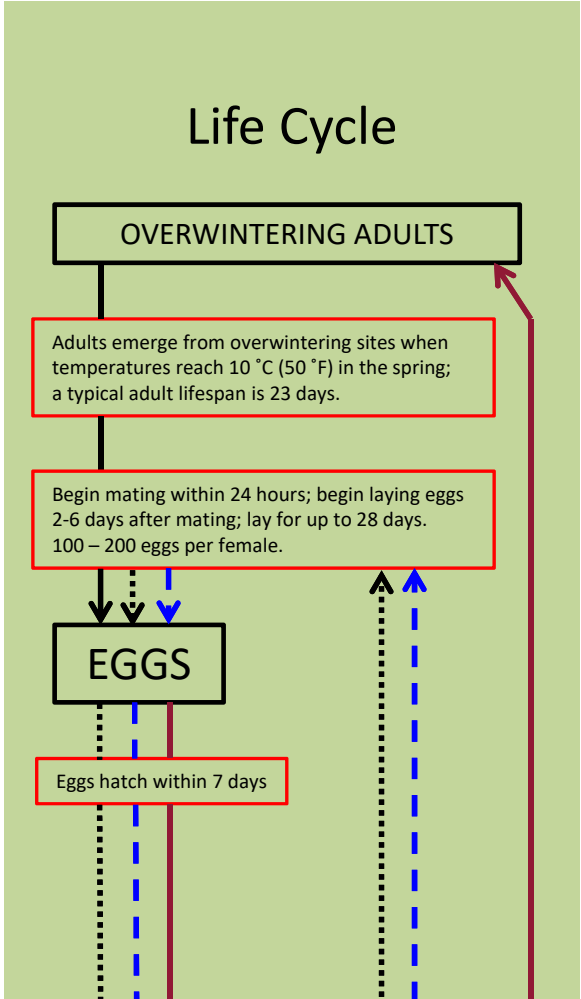 Life Cycle
OVERWINTERING ADULTS
Adults emerge from overwintering sites when
temperatures reach 10 ˚C (50 ˚F) in the spring;
a typical adult lifespan is 23 days.
Begin mating within 24 hours; begin laying eggs
2-6 days after mating; lay for up to 28 days.
100 – 200 eggs per female.
EGGS
Eggs hatch within 7 days